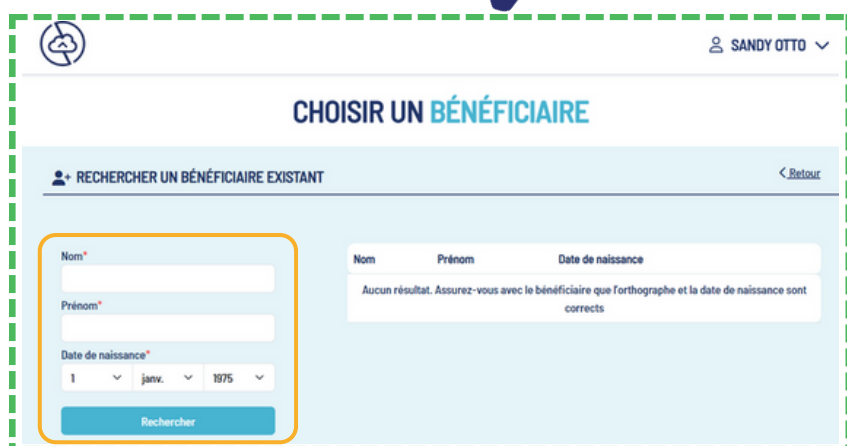 SANDY OTTO
CHOISIR UN BÉNÉFICIAIRE
RECHERCHER UN BÉNÉFICIAIRE EXISTANT
< Retour
Nom*
Prénom*
Date de naissance*
1 janv. 1975
Rechercher
Nom Prénom Date de naissance
Aucun résultat. Assurez-vous avec le bénéficiaire que l'orthographe et la date de naissance sont
corrects